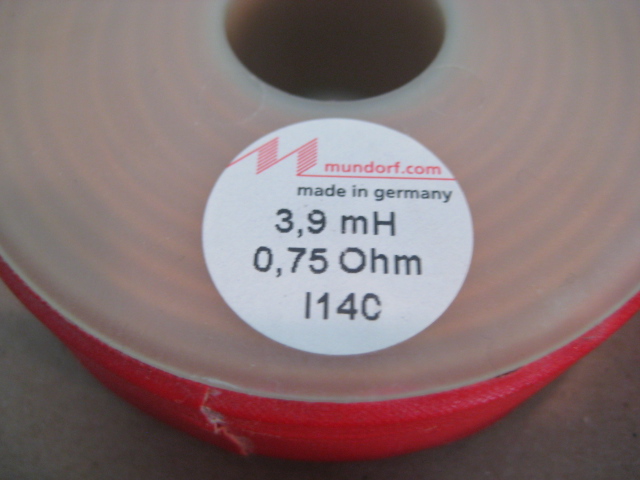 mundorf.com
made in germany
3,9 mH
0,75 Ohm
I140